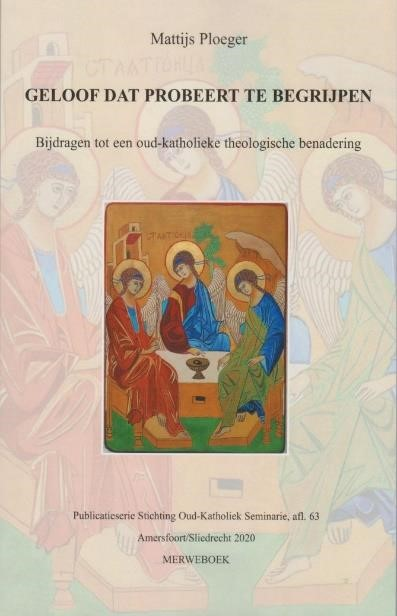 Mattijs Ploeger
GELOOF DAT PROBEERT TE BEGRIJPEN
Bijdragen tot een oud-katholieke theologische benadering
Publicatieserie Stichting Oud-Katholiek Seminarie, afl. 63
Amersfoort/Sliedrecht 2020
MERWEBOEK